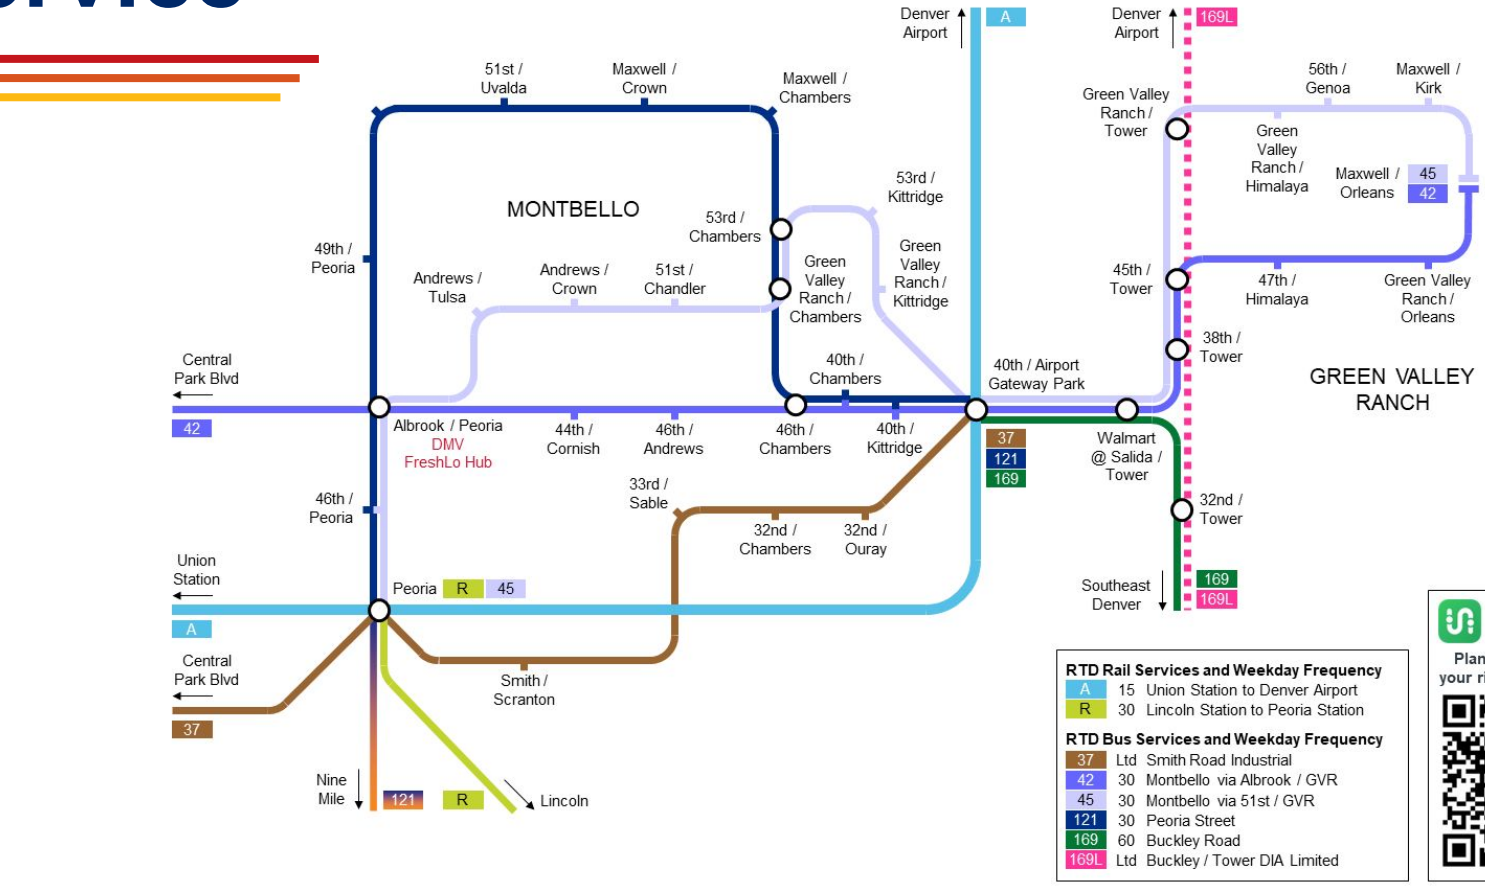 Denver
Airport
A
Denver
Airport
169L
51st /
Uvalda
Maxwell /
Crown
Maxwell /
Chambers
Green Valley
Ranch /
Tower
56th /
Genoa
Maxwell /
Kirk
Green
Valley
Ranch /
Himalaya
Maxwell /
Orleans
45
42
MONTBELLO
53rd /
Chambers
53rd /
Kittridge
49th /
Peoria
Andrews /
Tulsa
Andrews /
Crown
51st /
Chandler
Green
Valley
Ranch /
Chambers
Green
Valley
Ranch /
Kittridge
45th /
Tower
47th /
Himalaya
Green Valley
Ranch /
Orleans
38th /
Tower
Central
Park Blvd
42
40th /
Chambers
40th / Airport
Gateway Park
GREEN VALLEY
RANCH
Albrook / Peoria
DMV
FreshLo Hub
44th /
Cornish
46th /
Andrews
46th /
Chambers
40th /
Kittridge
37
121
169
Walmart
@ Salida /
Tower
46th /
Peoria
33rd /
Sable
32nd /
Chambers
32nd /
Ouray
32nd /
Tower
Union
Station
A
Peoria
R
45
Southeast
Denver
169
169L
Central
Park Blvd
37
Smith /
Scranton
Nine
Mile
121
R
Lincoln
RTD Rail Services and Weekday Frequency
A 15 Union Station to Denver Airport
R 30 Lincoln Station to Peoria Station
RTD Bus Services and Weekday Frequency
37 Ltd Smith Road Industrial
42 30 Montbello via Albrook / GVR
45 30 Montbello via 51st / GVR
121 30 Peoria Street
169 60 Buckley Road
169L Ltd Buckley / Tower DIA Limited